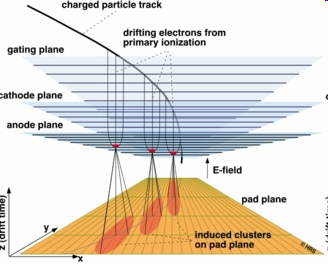 charged particle track
drifting electrons from
primary ionization
gating plane
cathode plane
anode plane
E-field
pad plane
y
z (drift time)
induced clusters
on pad plane
x